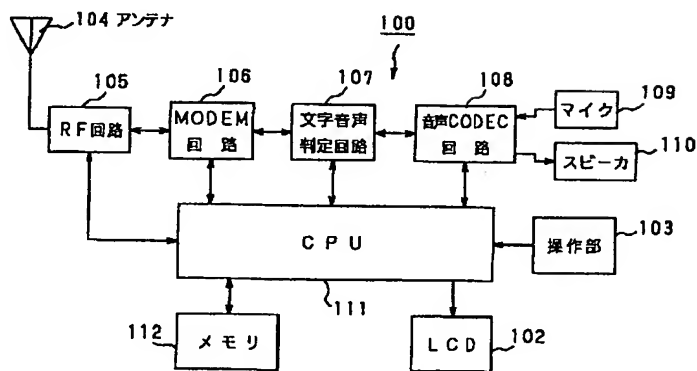 104 アンテナ
100
105
106
107
108
109
RF回路
MODEM
回路
文字音声
判定回路
音声CODEC
回路
マイク
スピーカ
110
CPU
103
操作部
111
112
メモリ
LCD
102